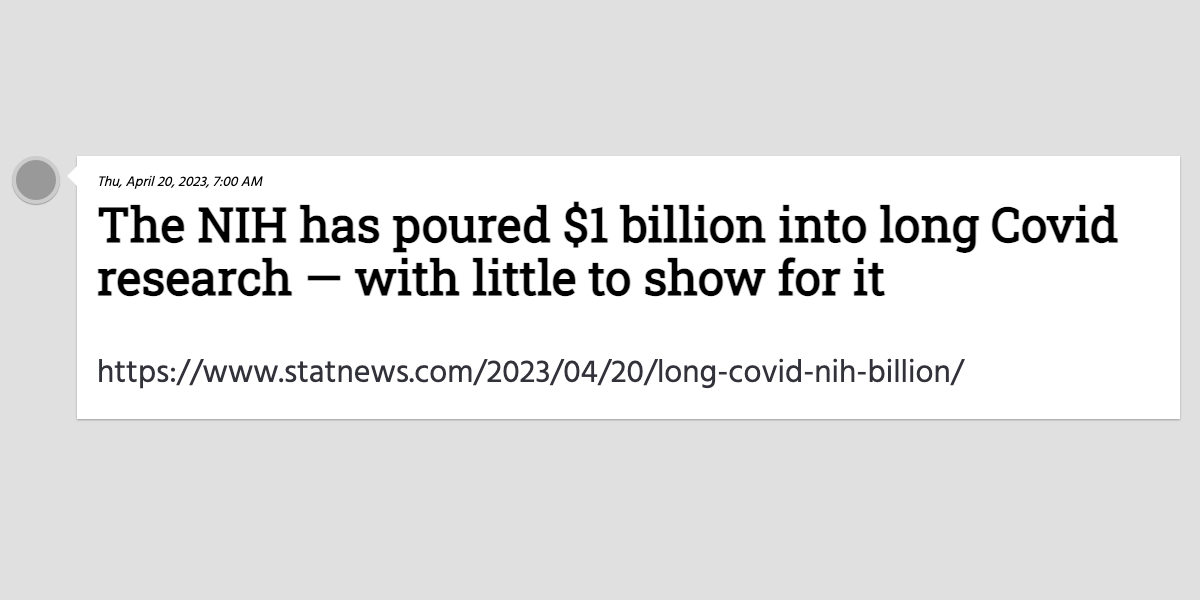 Thu, April 20, 2023, 7:00 AM
The NIH has poured $1 billion into long Covid
research — with little to show for it
https://www.statnews.com/2023/04/20/long-covid-nih-billion/